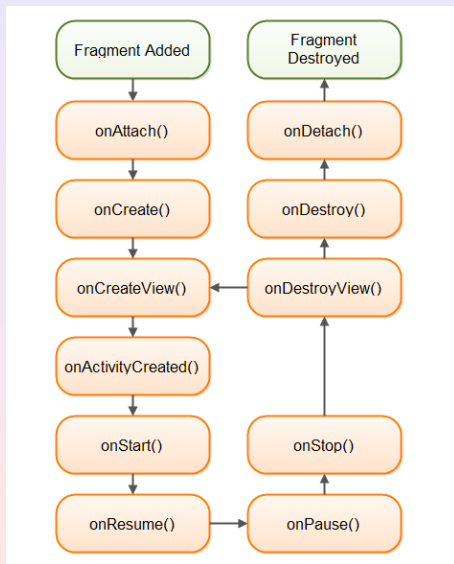 Fragment Added
Fragment
Destroyed
onAttach()
onDetach()
onCreate()
onDestroy()
onCreateView()
onDestroyView()
onActivityCreated()
onStart()
onStop()
onResume()
onPause()